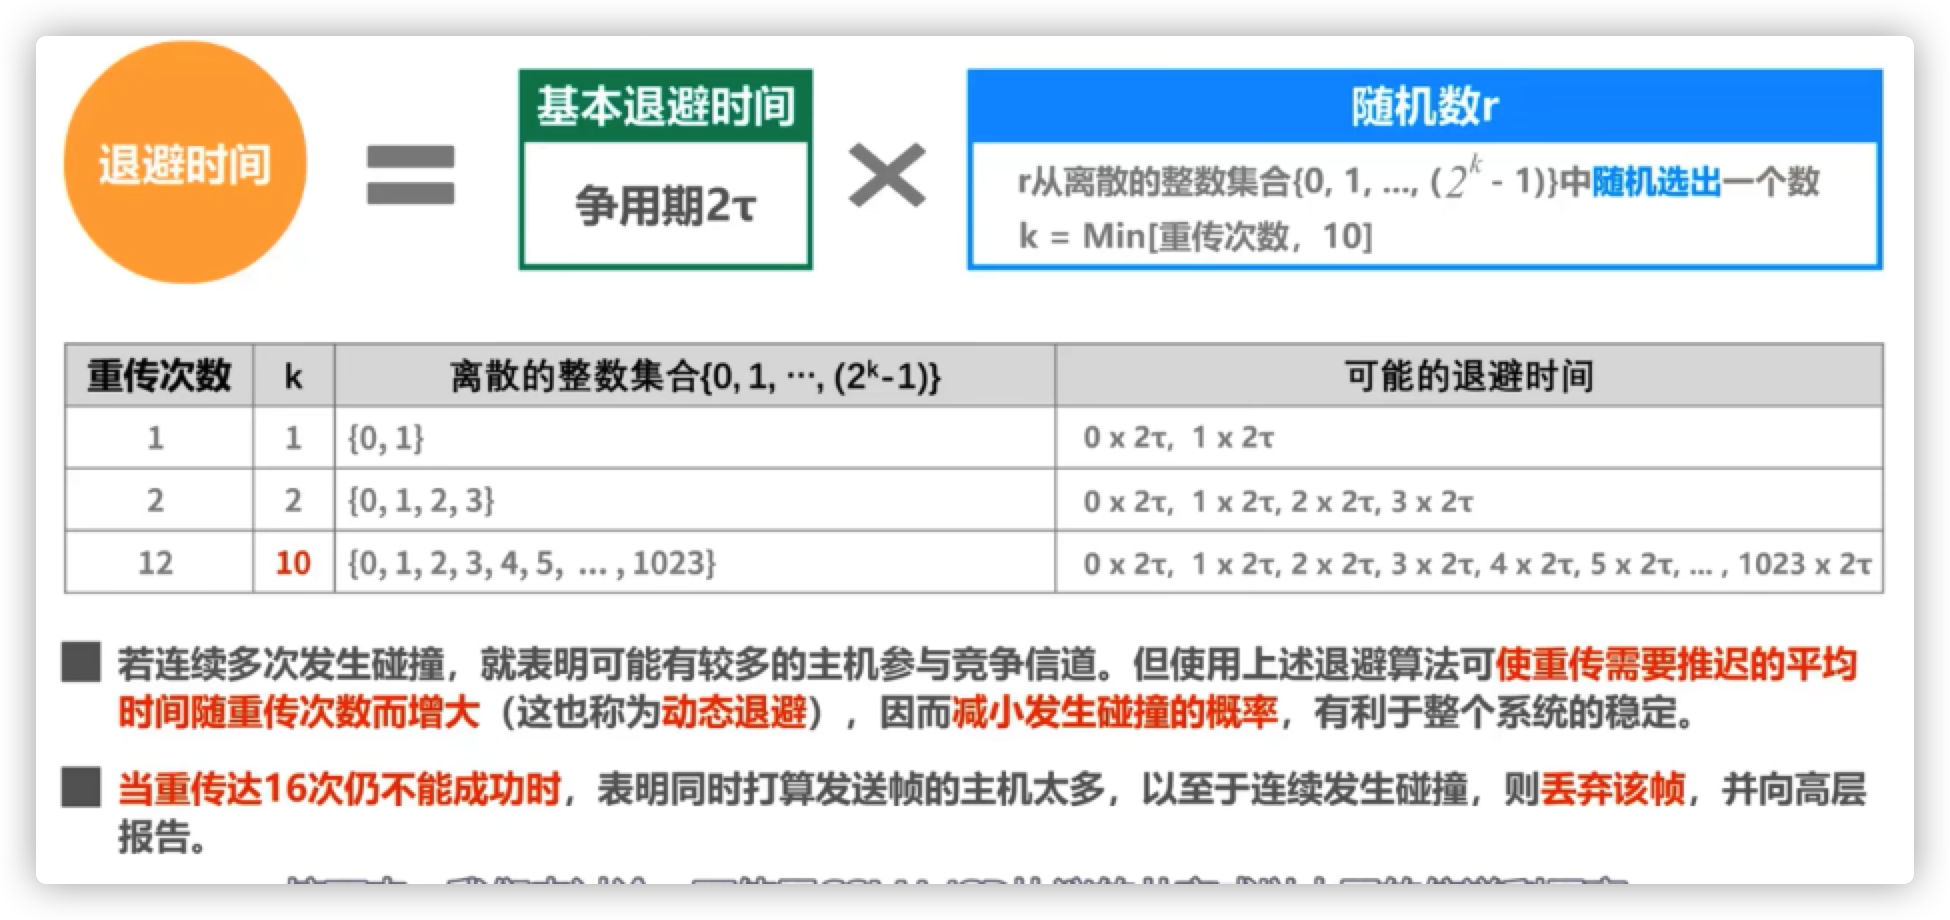 退避时间
基本退避时间
争用期2τ
随机数r
r从离散的整数集合{0, 1, ..., (2^k - 1)}中随机选出一个数
k = Min[重传次数，10]
重传次数 k 离散的整数集合{0, 1, ···, (2ᵏ-1)} 可能的退避时间
1 1 {0, 1} 0 x 2τ, 1 x 2τ
2 2 {0, 1, 2, 3} 0 x 2τ, 1 x 2τ, 2 x 2τ, 3 x 2τ
12 10 {0, 1, 2, 3, 4, 5, ... , 1023} 0 x 2τ, 1 x 2τ, 2 x 2τ, 3 x 2τ, 4 x 2τ, 5 x 2τ, ... , 1023 x 2τ
若连续多次发生碰撞，就表明可能有较多的主机参与竞争信道。但使用上述退避算法可使重传需要推迟的平均
时间随重传次数而增大（这也称为动态退避），因而减小发生碰撞的概率，有利于整个系统的稳定。
当重传达16次仍不能成功时，表明同时打算发送帧的主机太多，以至于连续发生碰撞，则丢弃该帧，并向高层
报告。